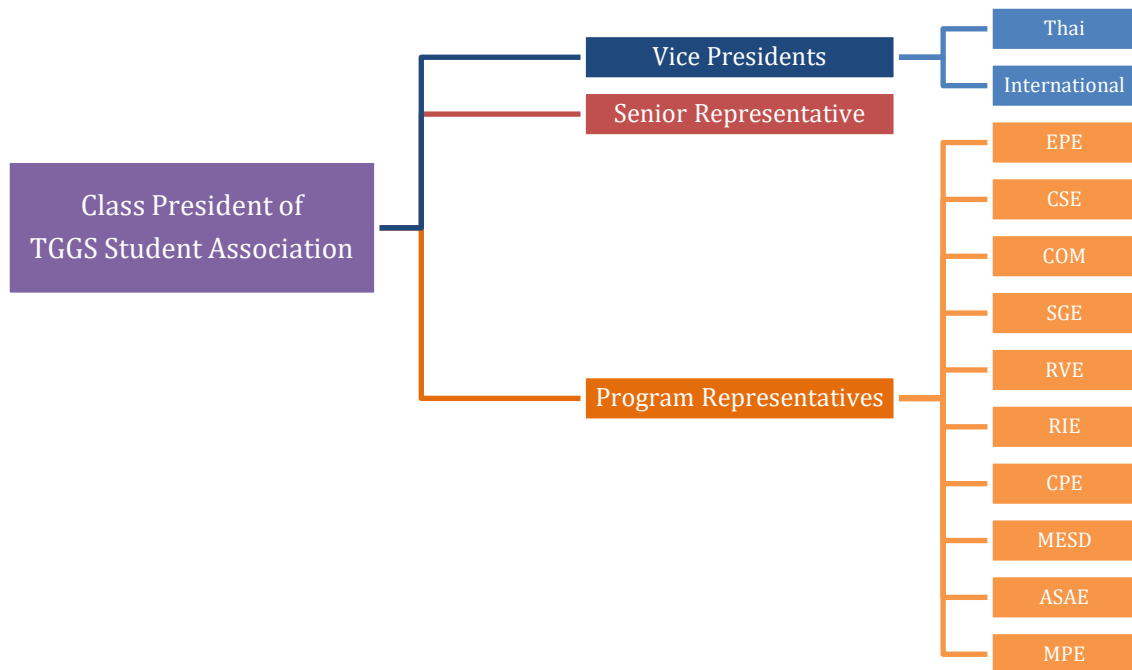 Class President of
TGGS Student Association
Vice Presidents
Thai
International
Senior Representative
Program Representatives
EPE
CSE
COM
SGE
RVE
RIE
CPE
MESD
ASAE
MPE